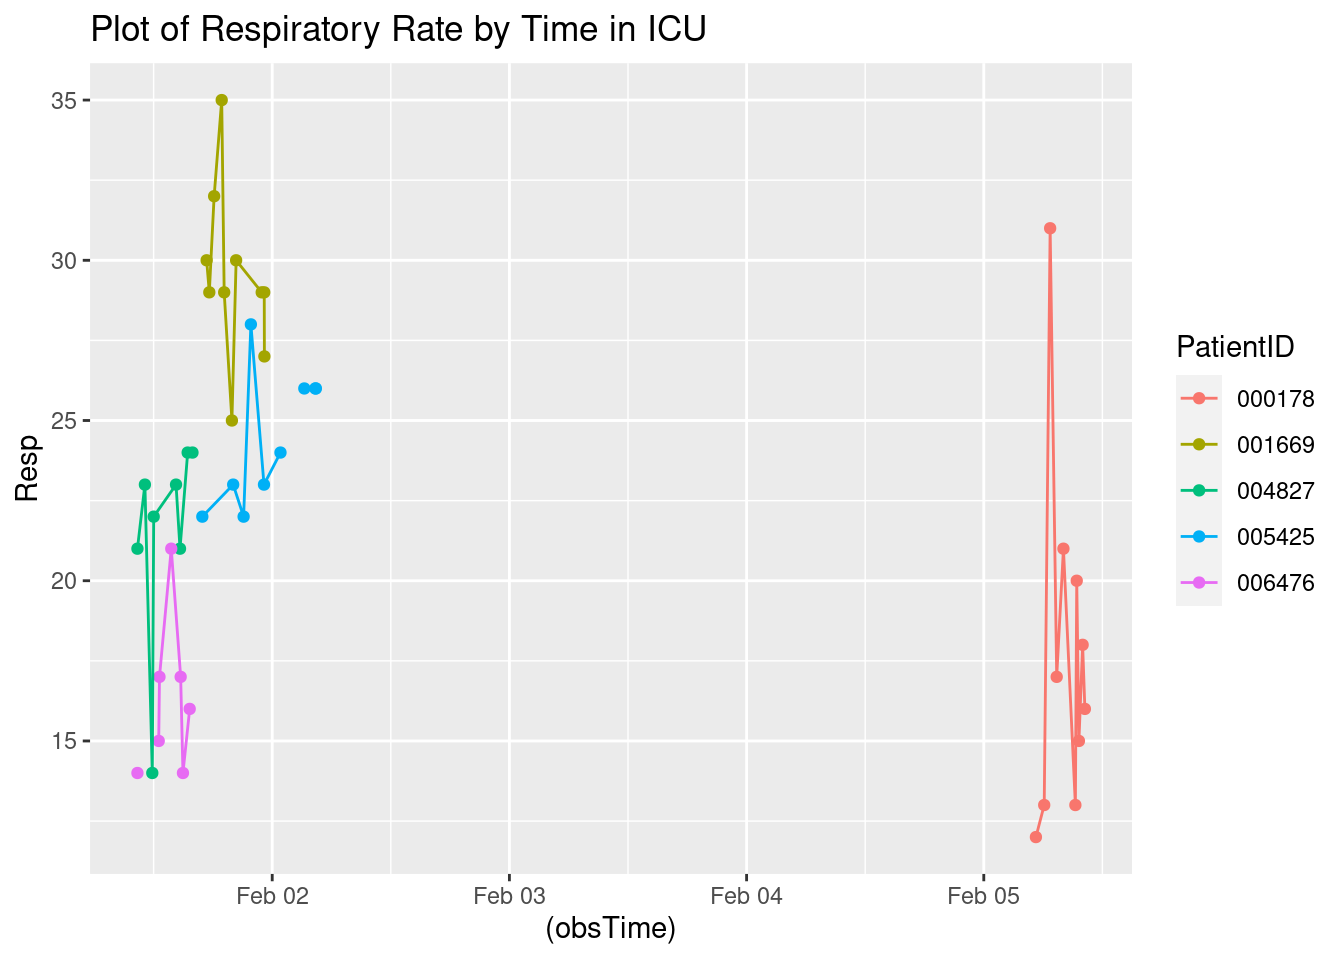 Plot of Respiratory Rate by Time in ICU
35
30
25
20
15
Resp
Feb 02 Feb 03 Feb 04 Feb 05
(obsTime)
PatientID
000178
001669
004827
005425
006476